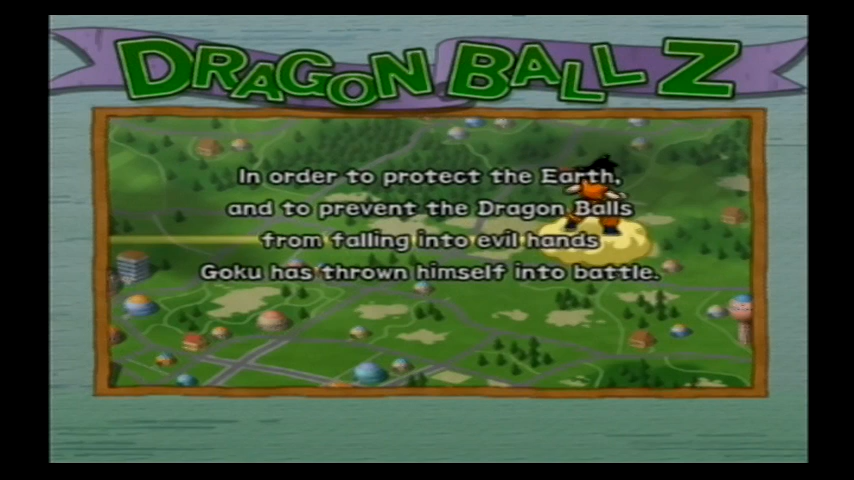 DRAGON BALL Z
In order to protect the Earth,
and to prevent the Dragon Balls
from falling into evil hands
Goku has thrown himself into battle.